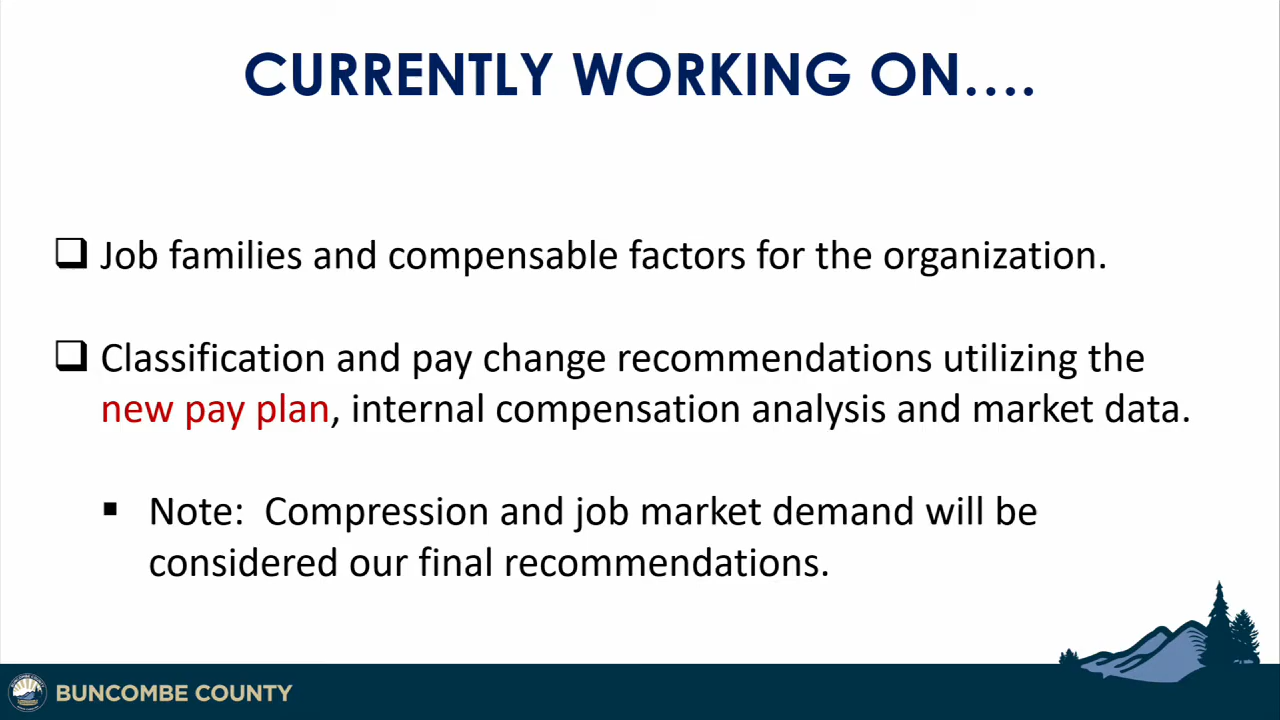 CURRENTLY WORKING ON....
❑ Job families and compensable factors for the organization.
❑ Classification and pay change recommendations utilizing the
new pay plan, internal compensation analysis and market data.
▪ Note:  Compression and job market demand will be
considered our final recommendations.
BUNCOMBE COUNTY